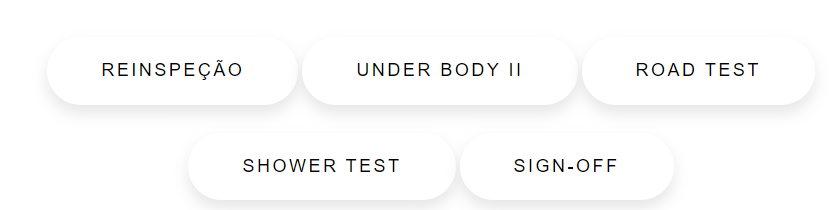 REINSPEÇÃO UNDER BODY II ROAD TEST
SHOWER TEST SIGN-OFF